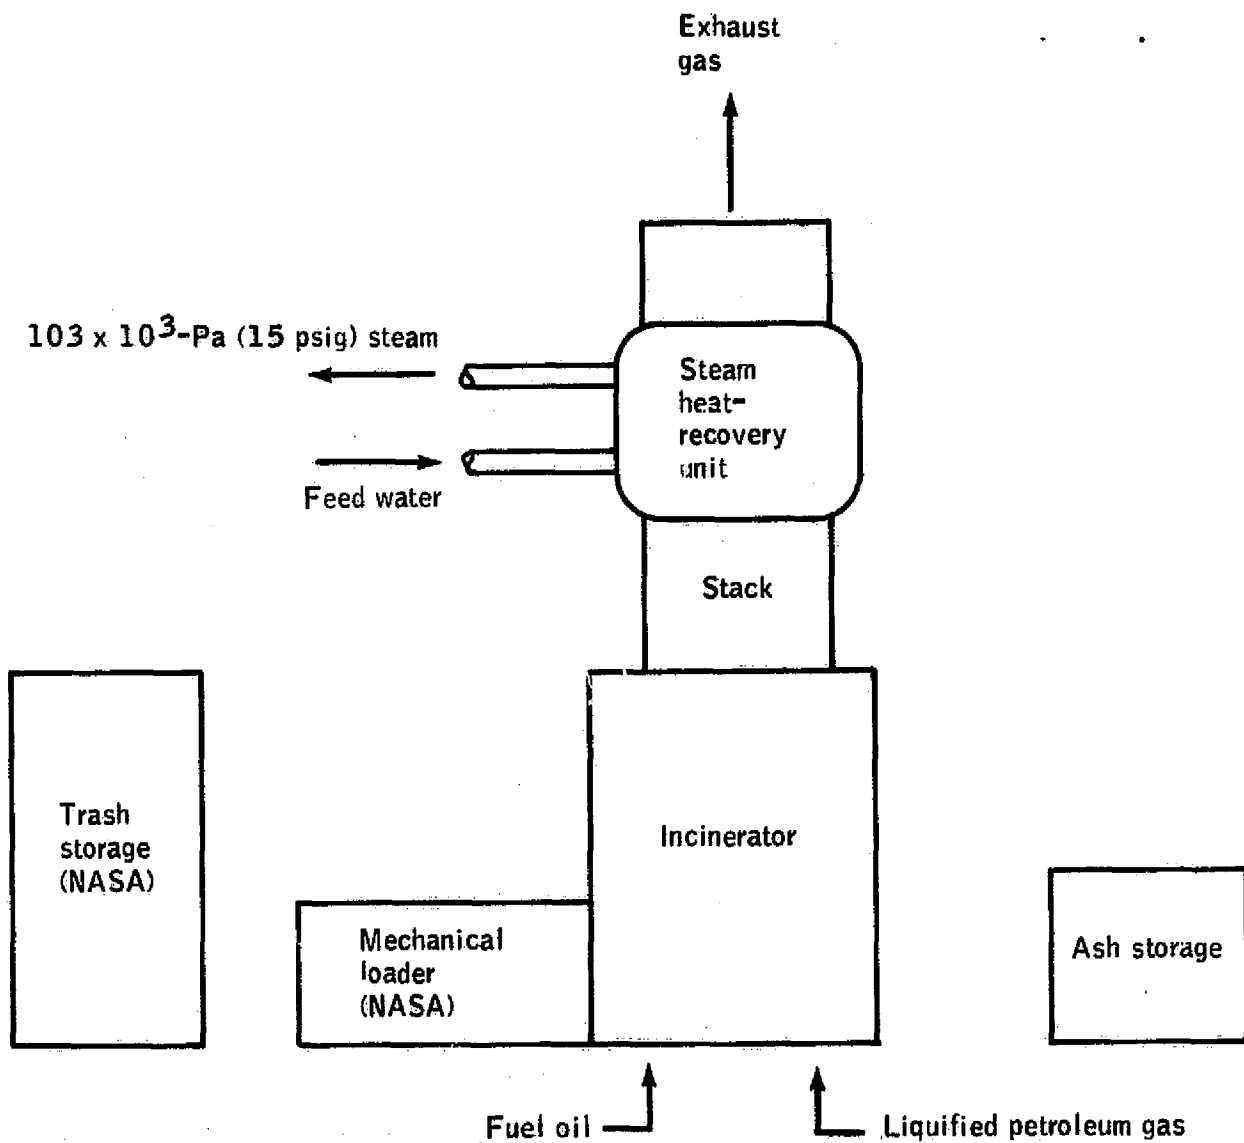 Exhaust
gas
103 x 10³-Pa (15 psig) steam
Steam
heat-
recovery
unit
Feed water
Stack
Trash
storage
(NASA)
Incinerator
Mechanical
loader
(NASA)
Ash storage
Fuel oil
Liquified petroleum gas